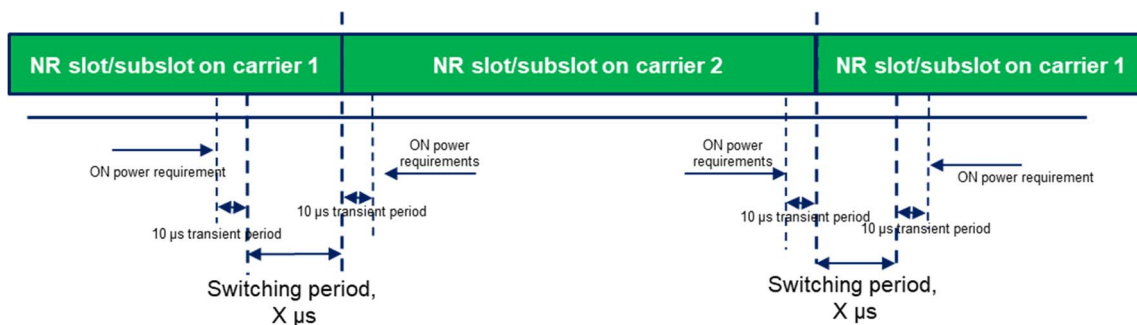 NR slot/subslot on carrier 1
NR slot/subslot on carrier 2
NR slot/subslot on carrier 1
ON power requirement
ON power
requirements
ON power
requirements
ON power requirement
10 µs transient period
10 µs transient period
10 µs transient period
10 µs transient period
Switching period,
X µs
Switching period,
X µs